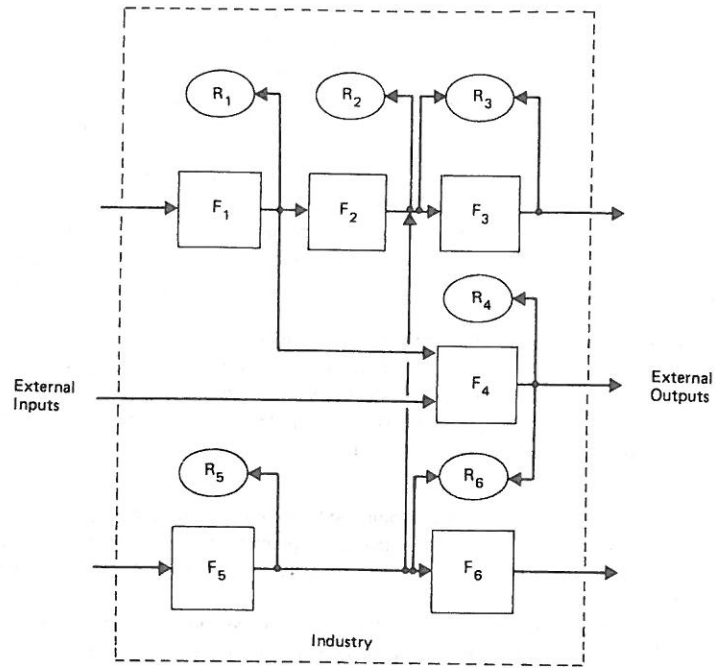 R1
R2
R3
F1
F2
F3
R4
External
Inputs
F4
External
Outputs
R5
R6
F5
F6
Industry